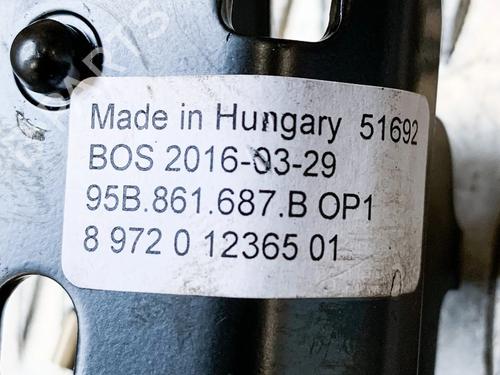 Made in Hungary 51692
BOS 2016-03-29
95B.861.687.B OP1
8 972 0 12365 01